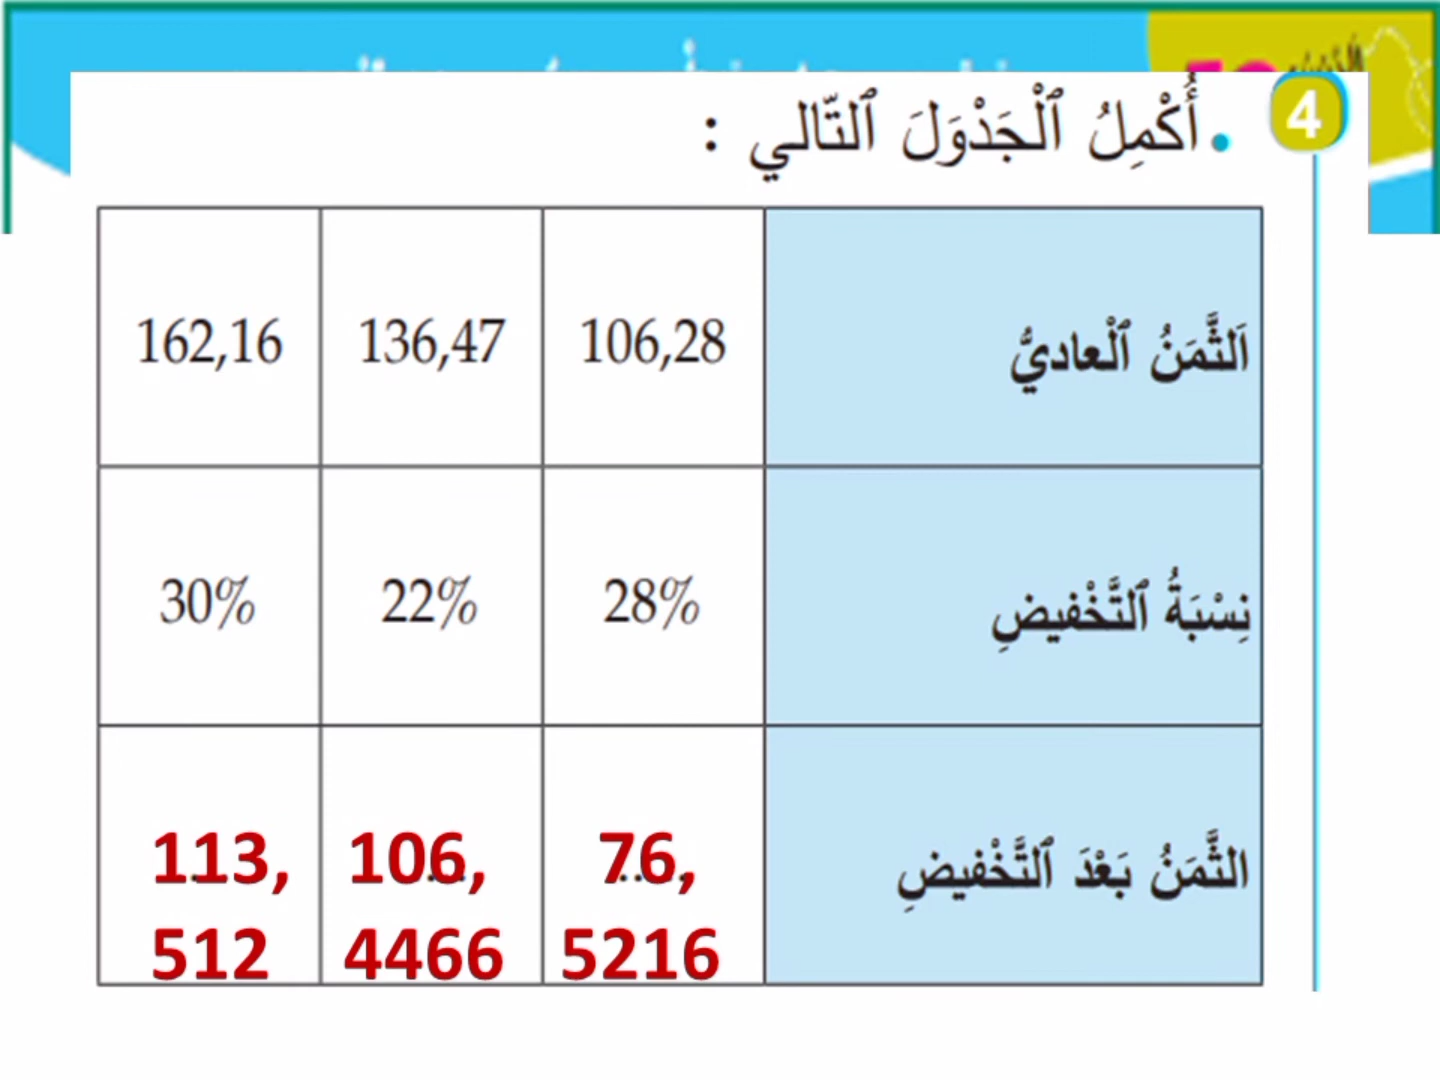 4
• أُكْمِلُ ٱلْجَدْوَلَ ٱلتّالي :
اَلثَّمَنُ ٱلْعاديُّ 106,28 136,47 162,16
نِسْبَةُ ٱلتَّخْفيضِ 28% 22% 30%
الثَّمَنُ بَعْدَ ٱلتَّخْفيضِ 76, 106, 113,
5216 4466 512